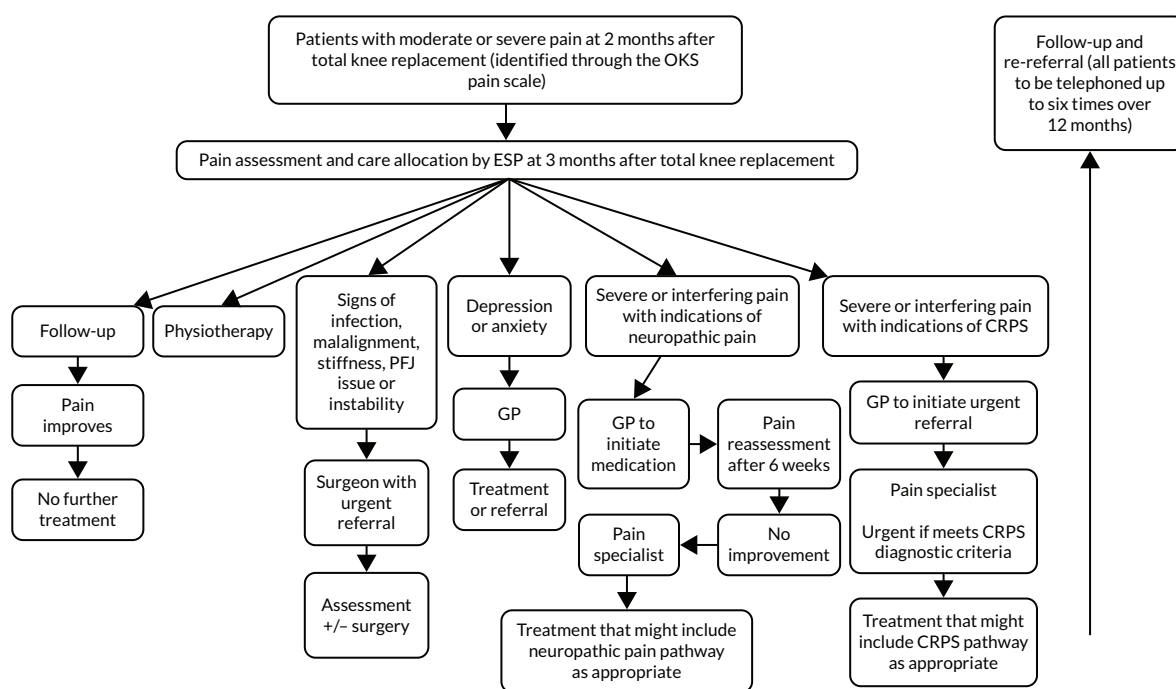 Patients with moderate or severe pain at 2 months after
total knee replacement (identified through the OKS
pain scale)
Follow-up and
re-referral (all patients
to be telephoned up
to six times over
12 months)
Pain assessment and care allocation by ESP at 3 months after total knee replacement
Follow-up
Pain
improves
No further
treatment
Physiotherapy
Signs of
infection,
malalignment,
stiffness, PFJ
issue or
instability
Surgeon with
urgent
referral
Assessment
+/– surgery
Depression
or anxiety
GP
Treatment
or referral
Severe or interfering pain
with indications of
neuropathic pain
GP to
initiate
medication
Pain
reassessment
after 6 weeks
No
improvement
Pain
specialist
Treatment that might include
neuropathic pain pathway
as appropriate
Severe or interfering pain
with indications of CRPS
GP to initiate urgent
referral
Pain specialist
Urgent if meets CRPS
diagnostic criteria
Treatment that might
include CRPS pathway
as appropriate